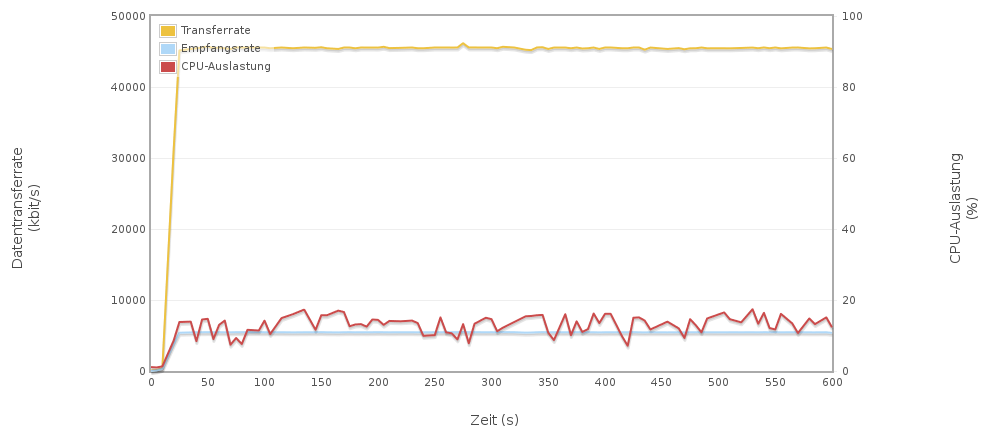 50000
40000
30000
20000
10000
0
Transferrate
Empfangsrate
CPU-Auslastung
100
80
60
40
20
0
0 50 100 150 200 250 300 350 400 450 500 550 600
Datentransferrate
(kbit/s)
CPU-Auslastung
(%)
Zeit (s)